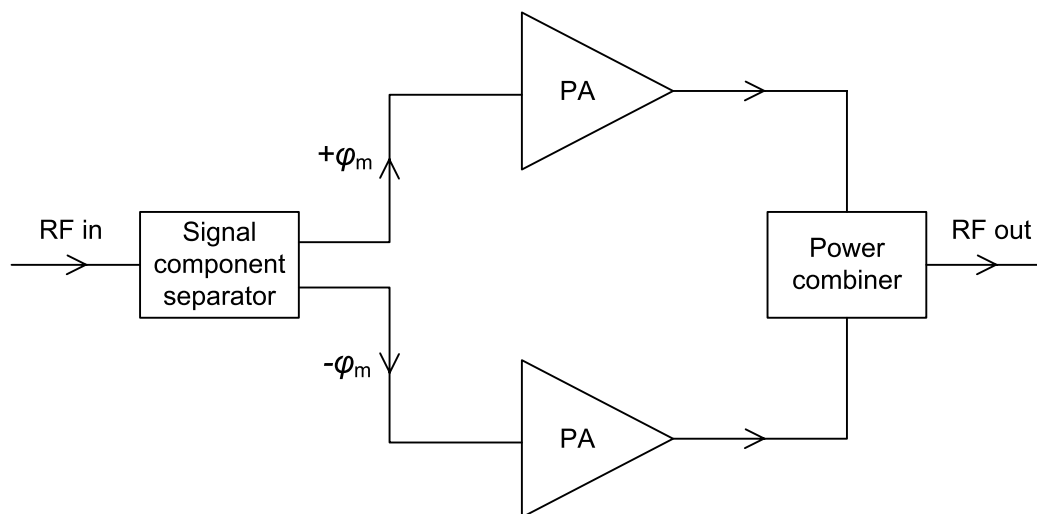 PA
+φm
RF in
Signal
component
separator
Power
combiner
RF out
-φm
PA